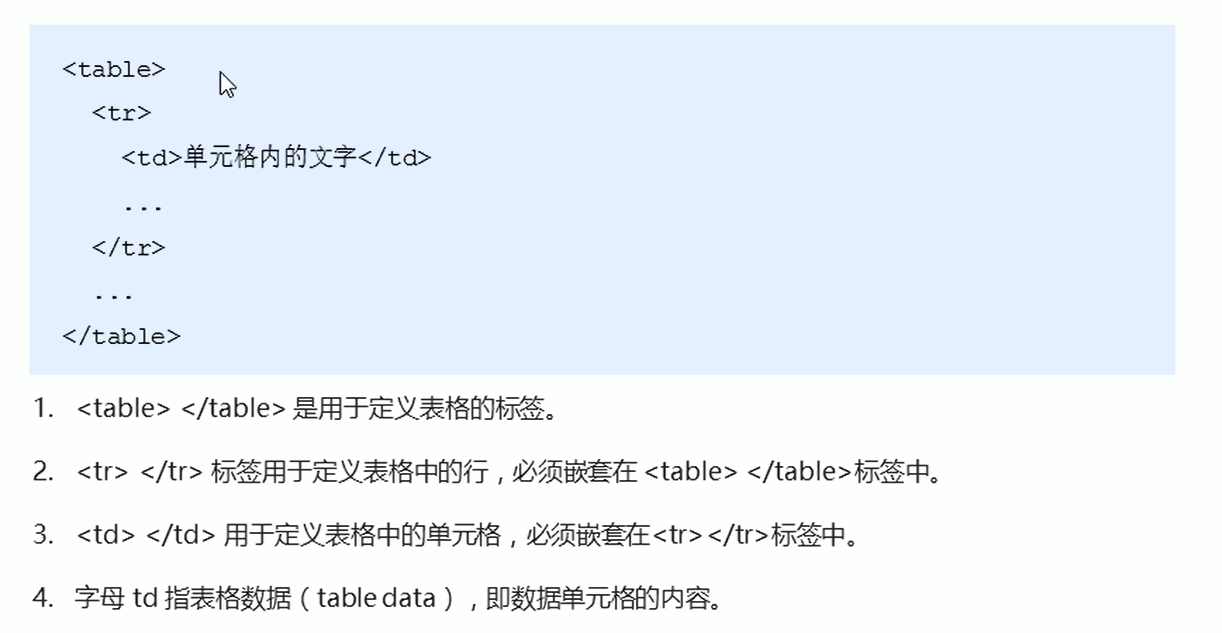 <table>
<tr>
<td>单元格内的文字</td>
...
</tr>
...
</table>
1. <table> </table> 是用于定义表格的标签。
2. <tr> </tr> 标签用于定义表格中的行，必须嵌套在 <table> </table>标签中。
3. <td> </td> 用于定义表格中的单元格，必须嵌套在<tr></tr>标签中。
4. 字母 td 指表格数据（table data），即数据单元格的内容。